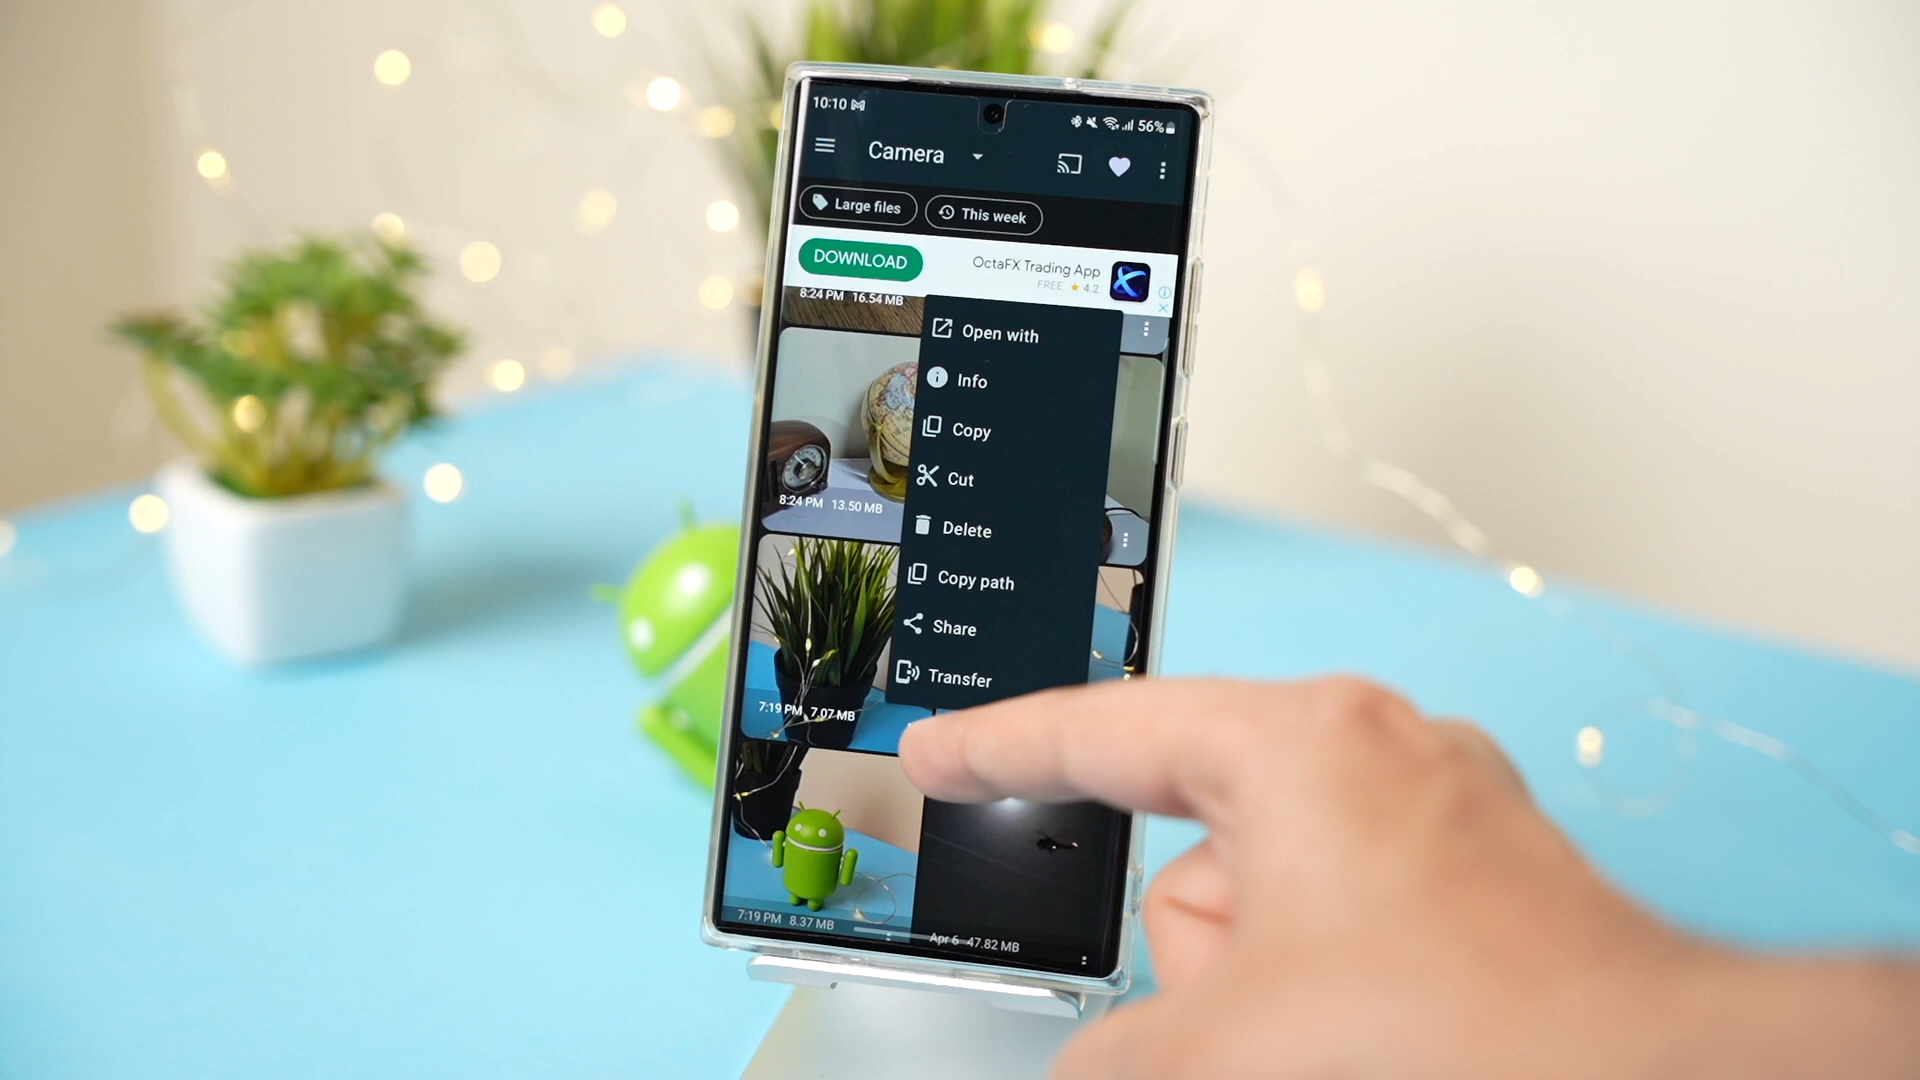 10:10
56%
Camera
Large files
This week
DOWNLOAD
OctaFX Trading App
FREE ★ 4.2
8:24 PM 16.54 MB
Open with
Info
Copy
Cut
Delete
Copy path
Share
Transfer
8:24 PM 13.50 MB
7:19 PM 7.07 MB
7:19 PM 8.37 MB
Apr 6 47.82 MB